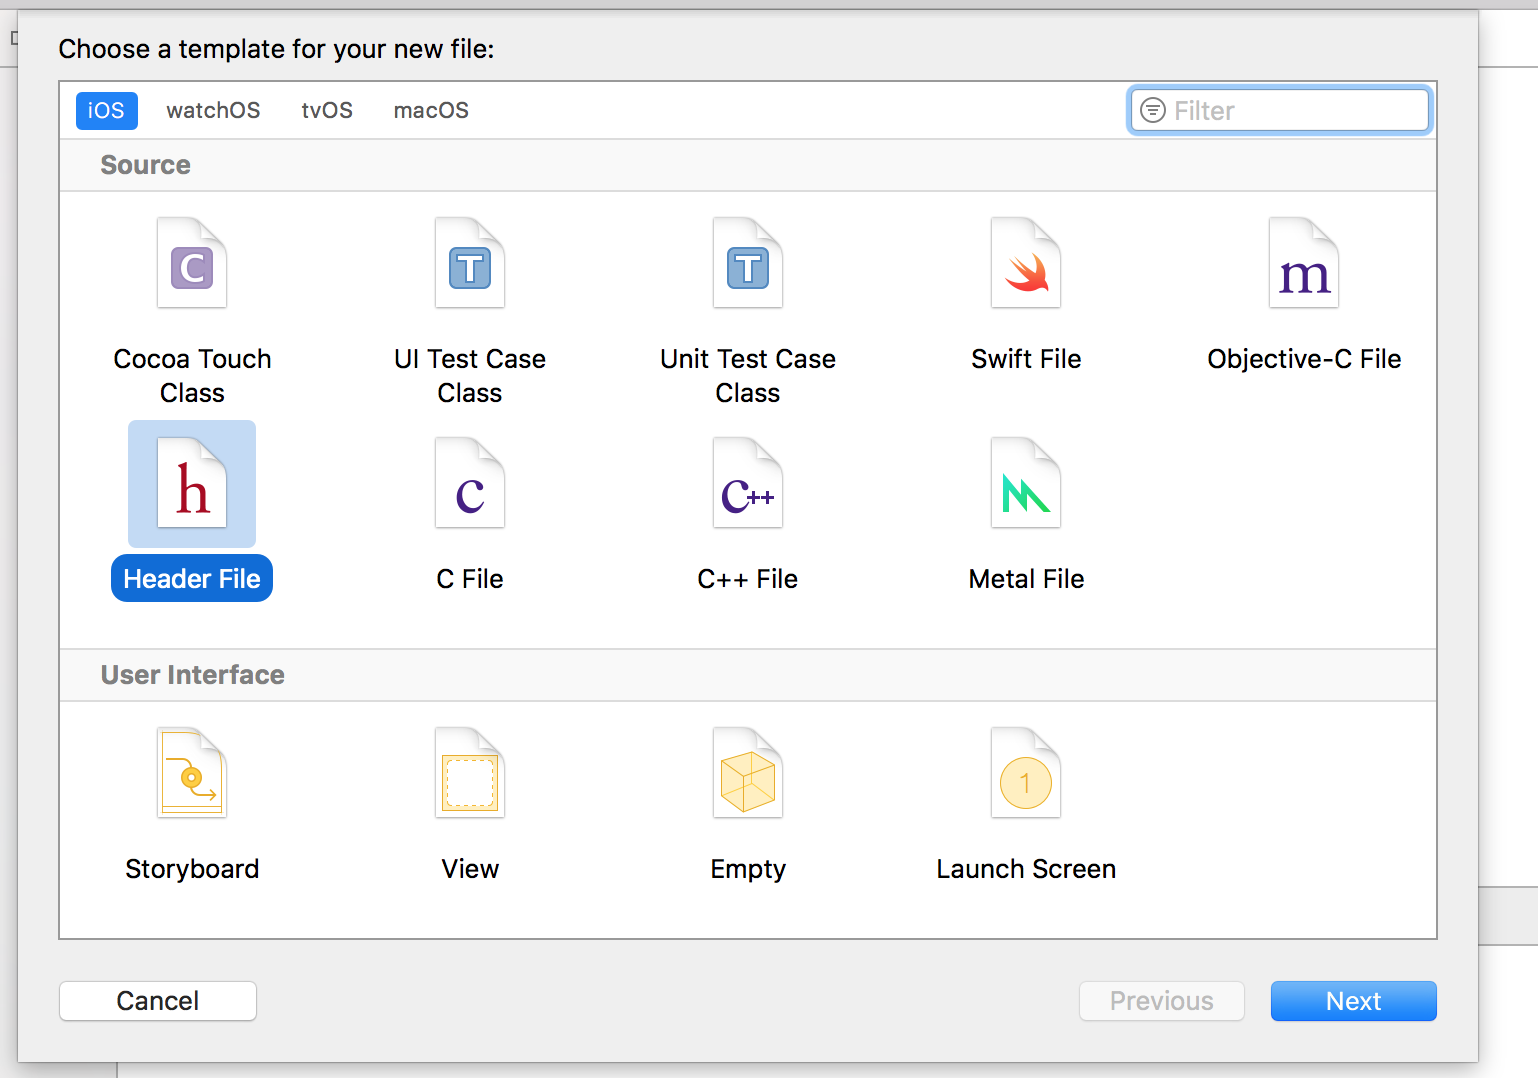 Choose a template for your new file:
iOS watchOS tvOS macOS Filter
Source
C T T m
Cocoa Touch Class
UI Test Case Class
Unit Test Case Class
Swift File
Objective-C File
h c C++
Header File
C File
C++ File
Metal File
User Interface
1
Storyboard
View
Empty
Launch Screen
Cancel Previous Next